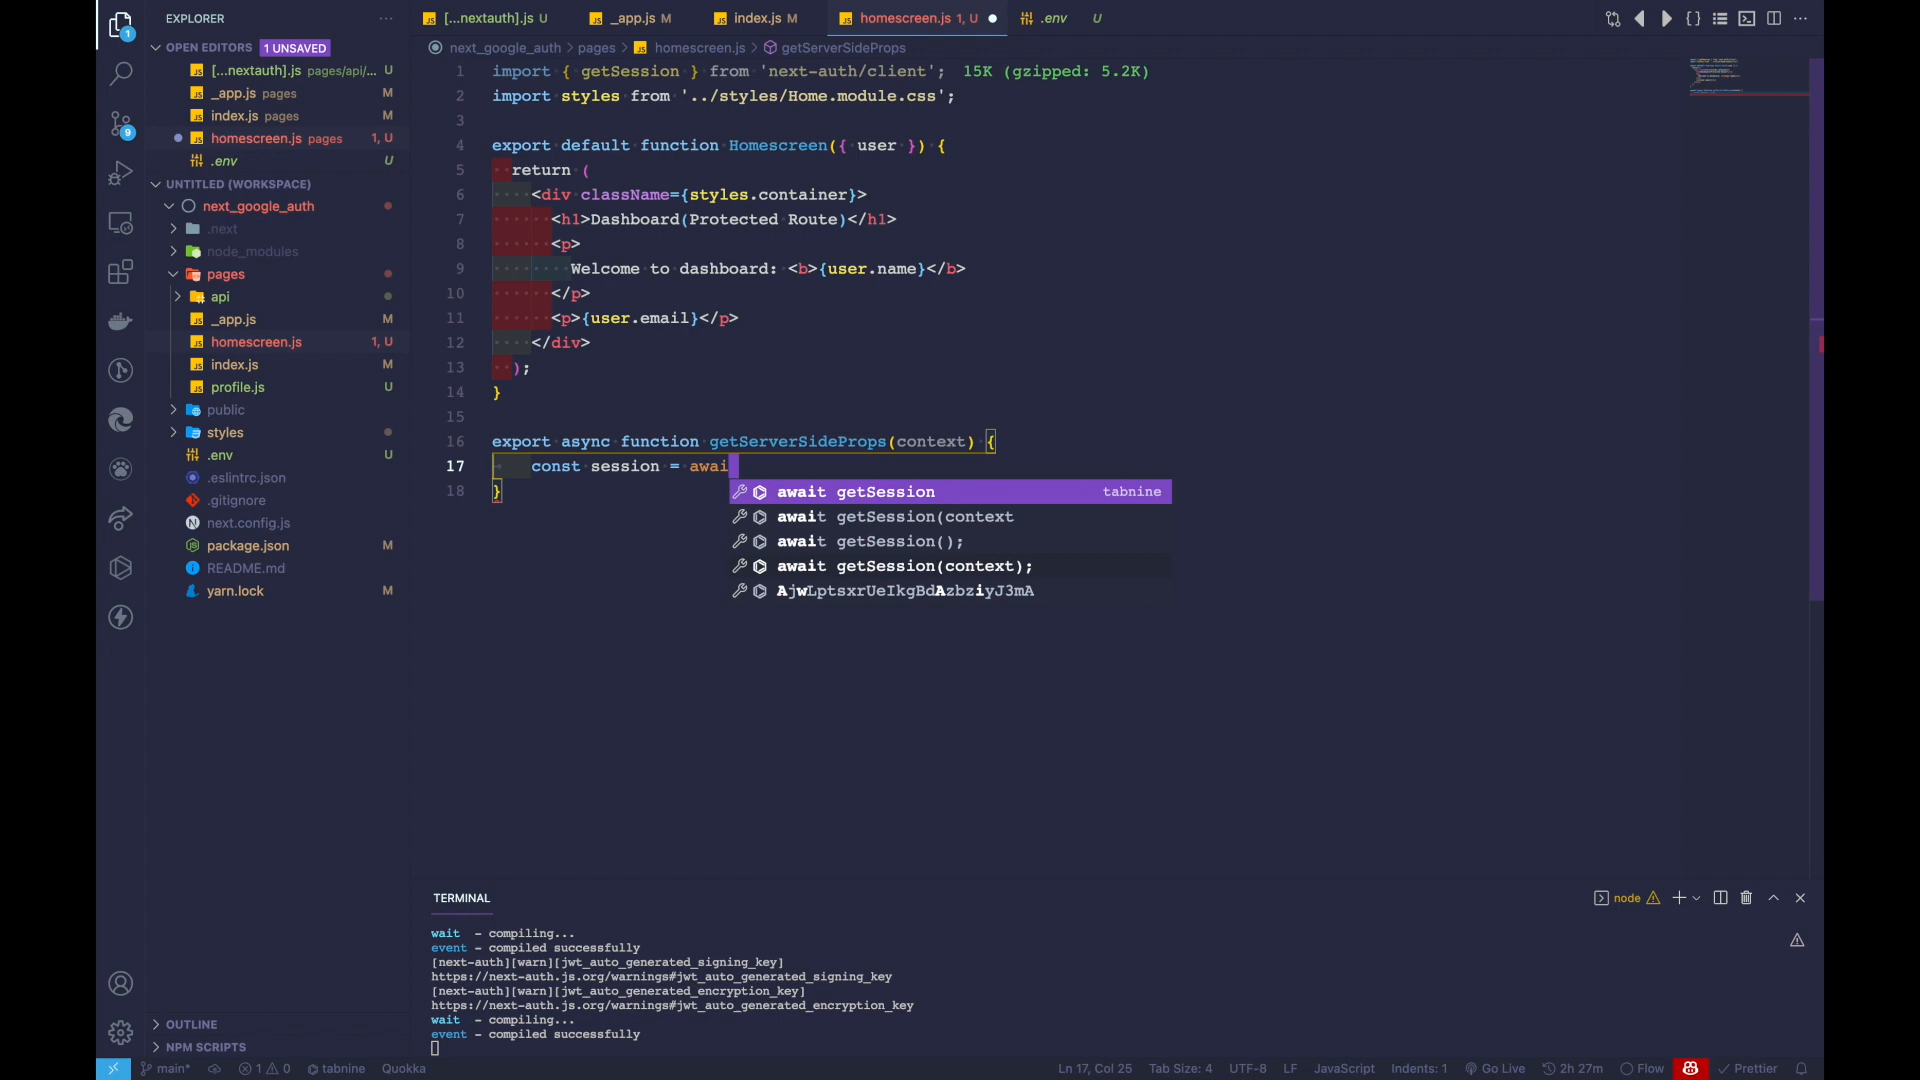 EXPLORER
OPEN EDITORS 1 UNSAVED
[...nextauth].js pages/api/... U
_app.js pages M
index.js pages M
homescreen.js pages 1, U
.env U
UNTITLED (WORKSPACE)
next_google_auth
.next
node_modules
pages
api
_app.js M
homescreen.js 1, U
index.js M
profile.js U
public
styles
.env U
.eslintrc.json
.gitignore
next.config.js
package.json M
README.md
yarn.lock M
OUTLINE
NPM SCRIPTS
1
9
[...nextauth].js U _app.js M index.js M homescreen.js 1, U .env U
next_google_auth > pages > homescreen.js > getServerSideProps
1 import { getSession } from 'next-auth/client'; 15K (gzipped: 5.2K)
2 import styles from '../styles/Home.module.css';
3
4 export default function Homescreen({ user }) {
5 return (
6 <div className={styles.container}>
7 <h1>Dashboard(Protected Route)</h1>
8 <p>
9 Welcome to dashboard: <b>{user.name}</b>
10 </p>
11 <p>{user.email}</p>
12 </div>
13 );
14 }
15
16 export async function getServerSideProps(context) {
17 const session = awai
18 }
await getSession tabnine
await getSession(context
await getSession();
await getSession(context);
AjwLptsxrUeIkgBdAzbziyJ3mA
TERMINAL
node
wait - compiling...
event - compiled successfully
[next-auth][warn][jwt_auto_generated_signing_key]
https://next-auth.js.org/warnings#jwt_auto_generated_signing_key
[next-auth][warn][jwt_auto_generated_encryption_key]
https://next-auth.js.org/warnings#jwt_auto_generated_encryption_key
wait - compiling...
event - compiled successfully
main* 1 0 tabnine Quokka Ln 17, Col 25 Tab Size: 4 UTF-8 LF JavaScript Indents: 1 Go Live 2h 27m Flow Prettier